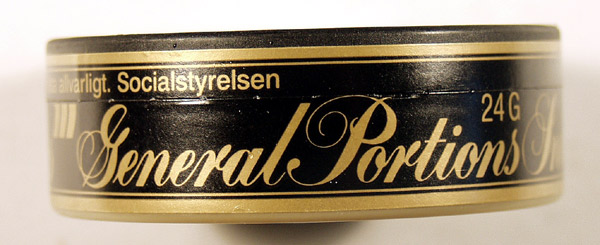 allvarligt. Socialstyrelsen
24 G
General Portions